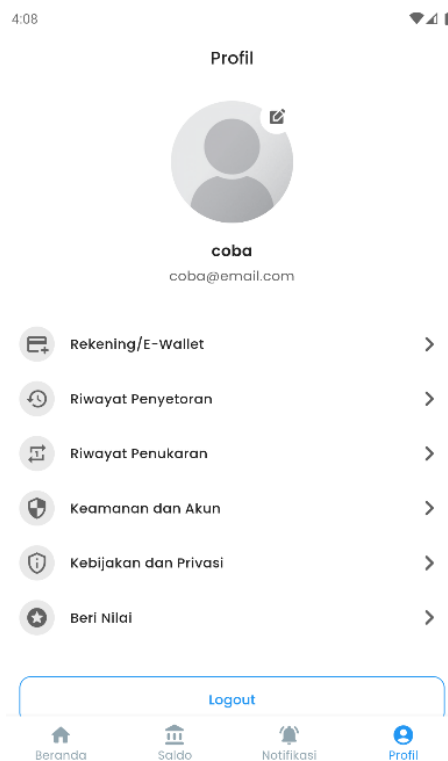 4:08
Profil
coba
coba@email.com
Rekening/E-Wallet
Riwayat Penyetoran
Riwayat Penukaran
Keamanan dan Akun
Kebijakan dan Privasi
Beri Nilai
Logout
Beranda Saldo Notifikasi Profil